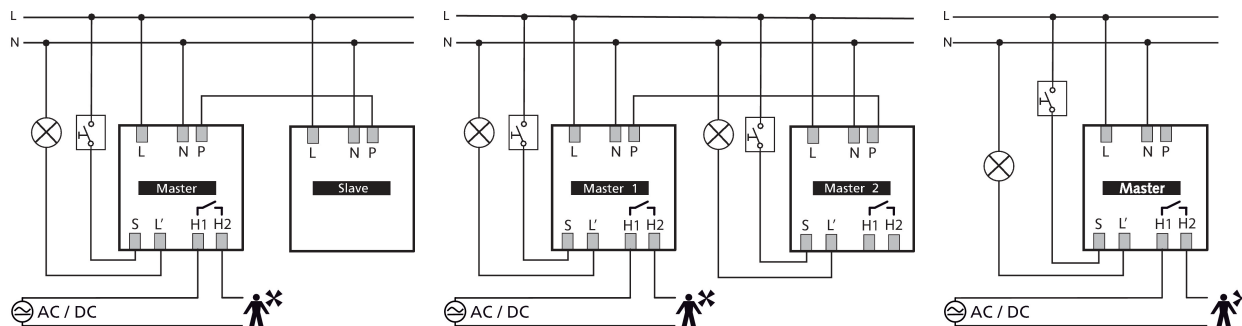 L
N
L N P
Master
S L' H1 H2
AC / DC
L N P
Slave
L
N
L N P
Master 1
S L' H1 H2
AC / DC
L N P
Master 2
S L' H1 H2
L
N
L N P
Master
S L' H1 H2
AC / DC